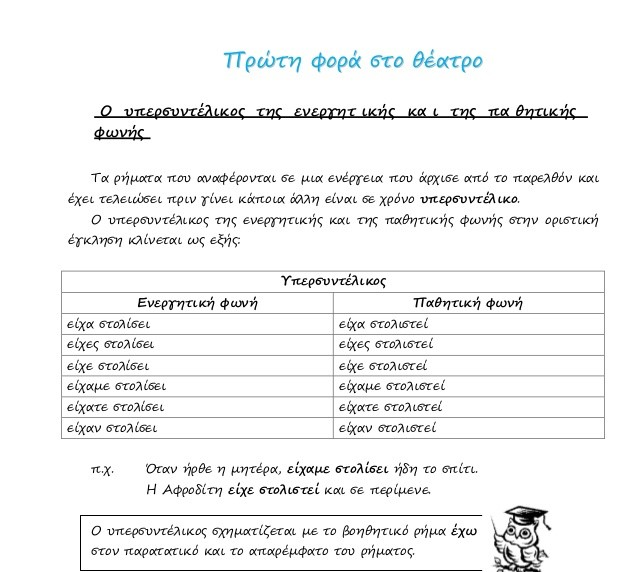 Πρώτη φορά στο θέατρο
Ο υπερσυντέλικος της ενεργητ ικής κα ι της πα θητικής
φωνής
Τα ρήματα που αναφέρονται σε μια ενέργεια που άρχισε από το παρελθόν και
έχει τελειώσει πριν γίνει κάποια άλλη είναι σε χρόνο υπερσυντέλικο.
Ο υπερσυντέλικος της ενεργητικής και της παθητικής φωνής στην οριστική
έγκλιση κλίνεται ως εξής:
Υπερσυντέλικος
Ενεργητική φωνή Παθητική φωνή
είχα στολίσει είχα στολιστεί
είχες στολίσει είχες στολιστεί
είχε στολίσει είχε στολιστεί
είχαμε στολίσει είχαμε στολιστεί
είχατε στολίσει είχατε στολιστεί
είχαν στολίσει είχαν στολιστεί
π.χ. Όταν ήρθε η μητέρα, είχαμε στολίσει ήδη το σπίτι.
Η Αφροδίτη είχε στολιστεί και σε περίμενε.
Ο υπερσυντέλικος σχηματίζεται με το βοηθητικό ρήμα έχω
στον παρατατικό και το απαρέμφατο του ρήματος.